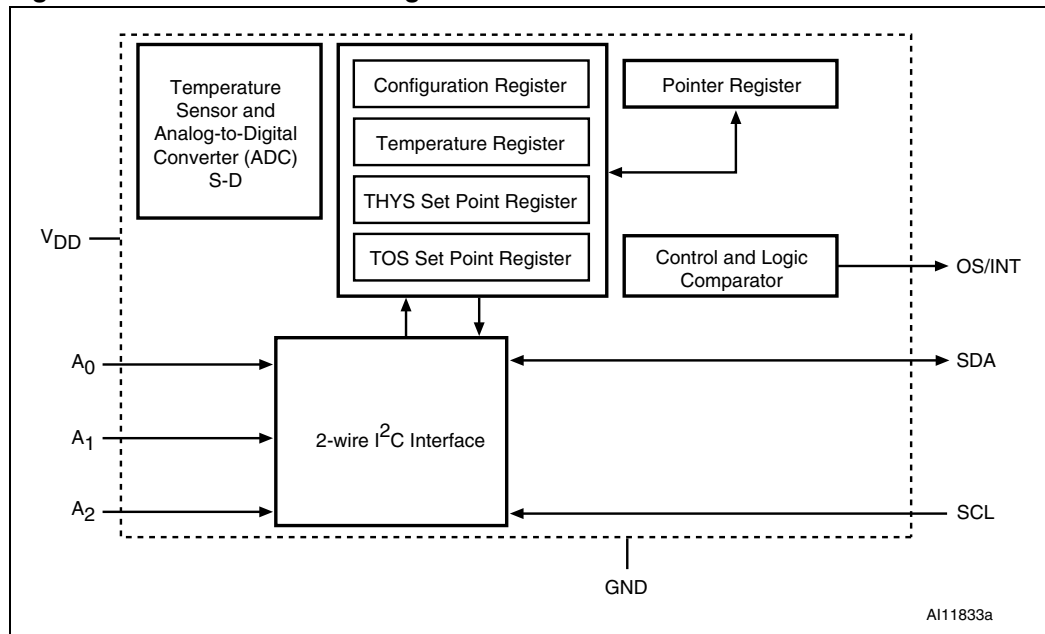 Temperature
Sensor and
Analog-to-Digital
Converter (ADC)
S-D
Configuration Register
Temperature Register
THYS Set Point Register
TOS Set Point Register
Pointer Register
Control and Logic
Comparator
VDD
OS/INT
A0
A1
A2
2-wire I²C Interface
SDA
SCL
GND
AI11833a